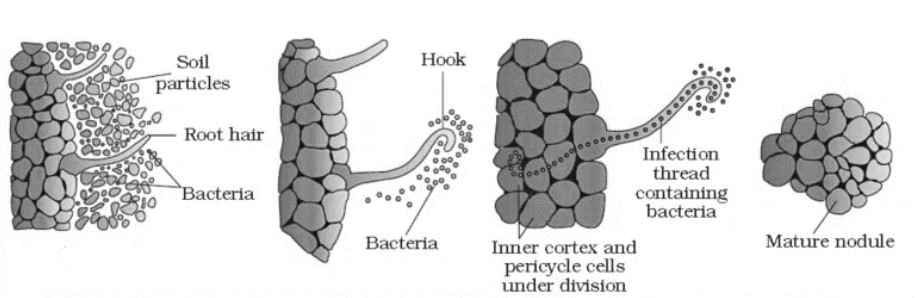 Soil
particles
Root hair
Bacteria
Hook
Bacteria
Infection
thread
containing
bacteria
Inner cortex and
pericycle cells
under division
Mature nodule